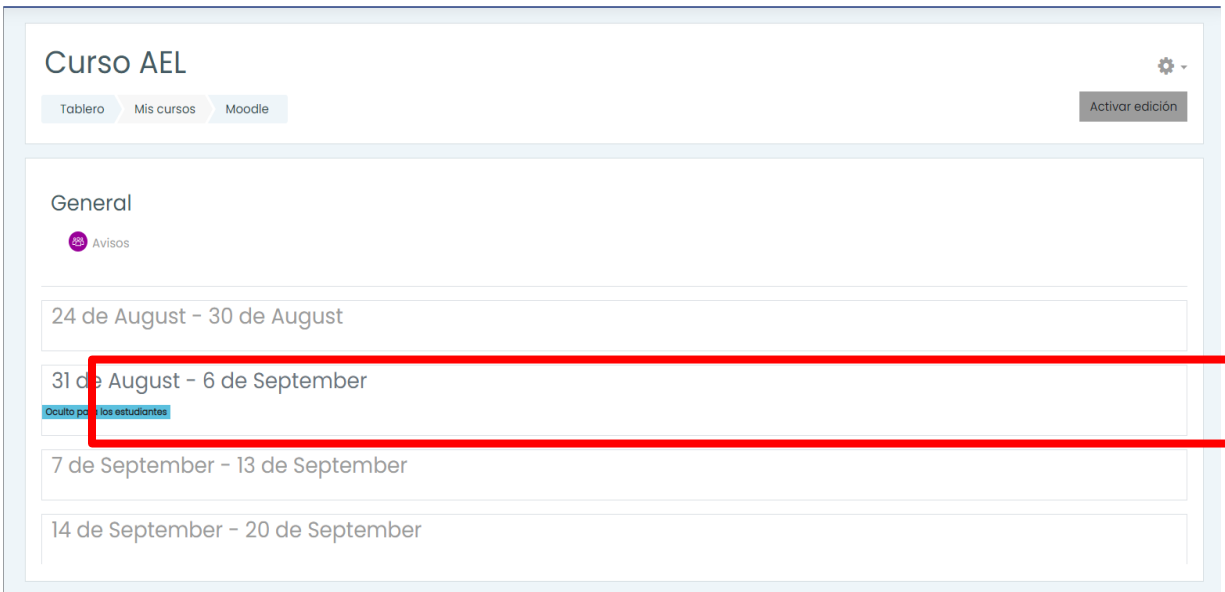 Curso AEL
Tablero
Mis cursos
Moodle
Activar edición
General
Avisos
24 de August - 30 de August
31 de August - 6 de September
Oculto para los estudiantes
7 de September - 13 de September
14 de September - 20 de September